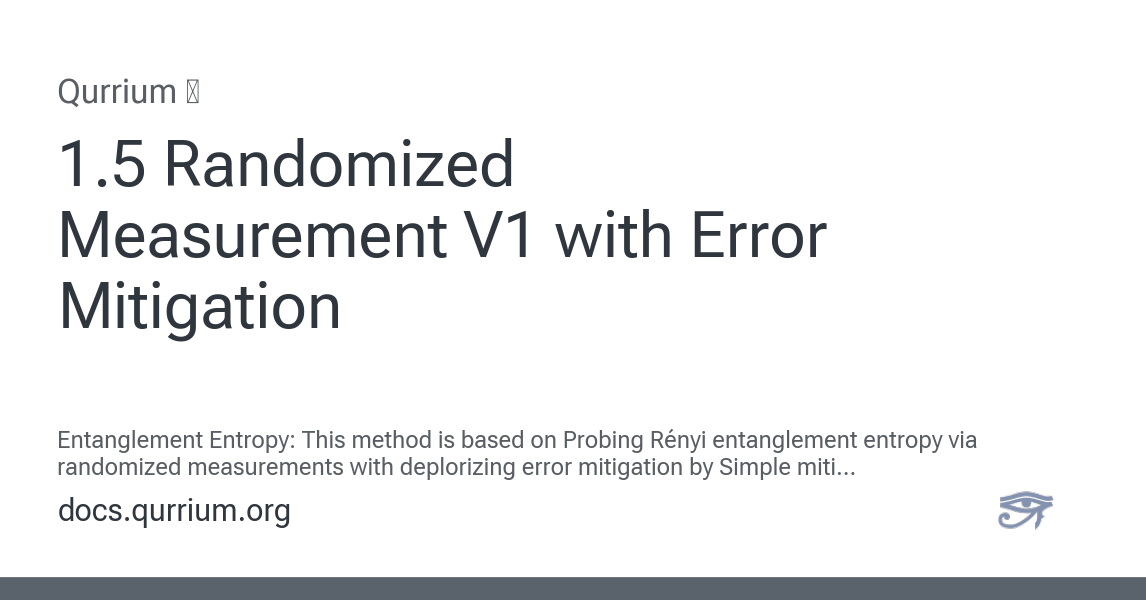 Qurrium
1.5 Randomized
Measurement V1 with Error
Mitigation
Entanglement Entropy: This method is based on Probing Rényi entanglement entropy via
randomized measurements with deplorizing error mitigation by Simple miti...
docs.qurrium.org